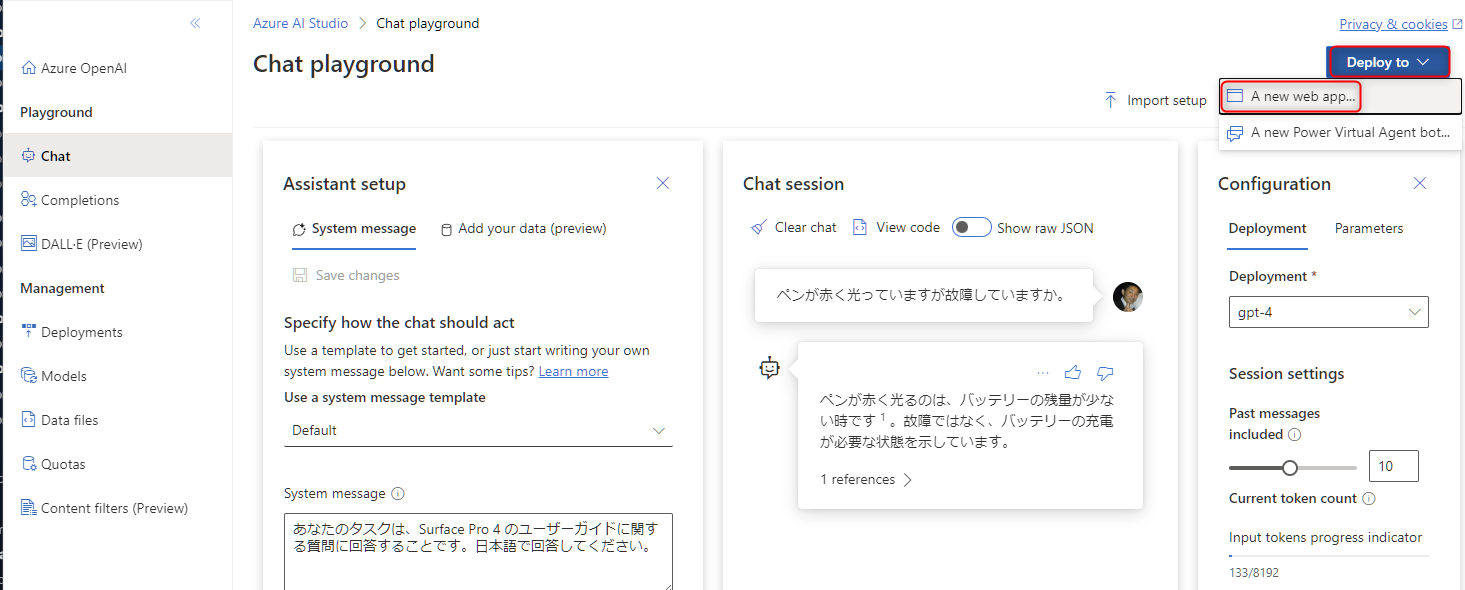 Azure AI Studio > Chat playground
Privacy & cookies
Chat playground
Deploy to
A new web app...
A new Power Virtual Agent bot...
Import setup
Azure OpenAI
Playground
Chat
Completions
DALL·E (Preview)
Management
Deployments
Models
Data files
Quotas
Content filters (Preview)
Assistant setup
System message
Add your data (preview)
Save changes
Specify how the chat should act
Use a template to get started, or just start writing your own
system message below. Want some tips? Learn more
Use a system message template
Default
System message
あなたのタスクは、Surface Pro 4 のユーザーガイドに関す
る質問に回答することです。日本語で回答してください。
Chat session
Clear chat
View code
Show raw JSON
ペンが赤く光っていますが故障していますか。
ペンが赤く光るのは、バッテリーの残量が少な
い時です 1 。故障ではなく、バッテリーの充電
が必要な状態を示しています。
1 references
Configuration
Deployment
Parameters
Deployment *
gpt-4
Session settings
Past messages
included
10
Current token count
Input tokens progress indicator
133/8192